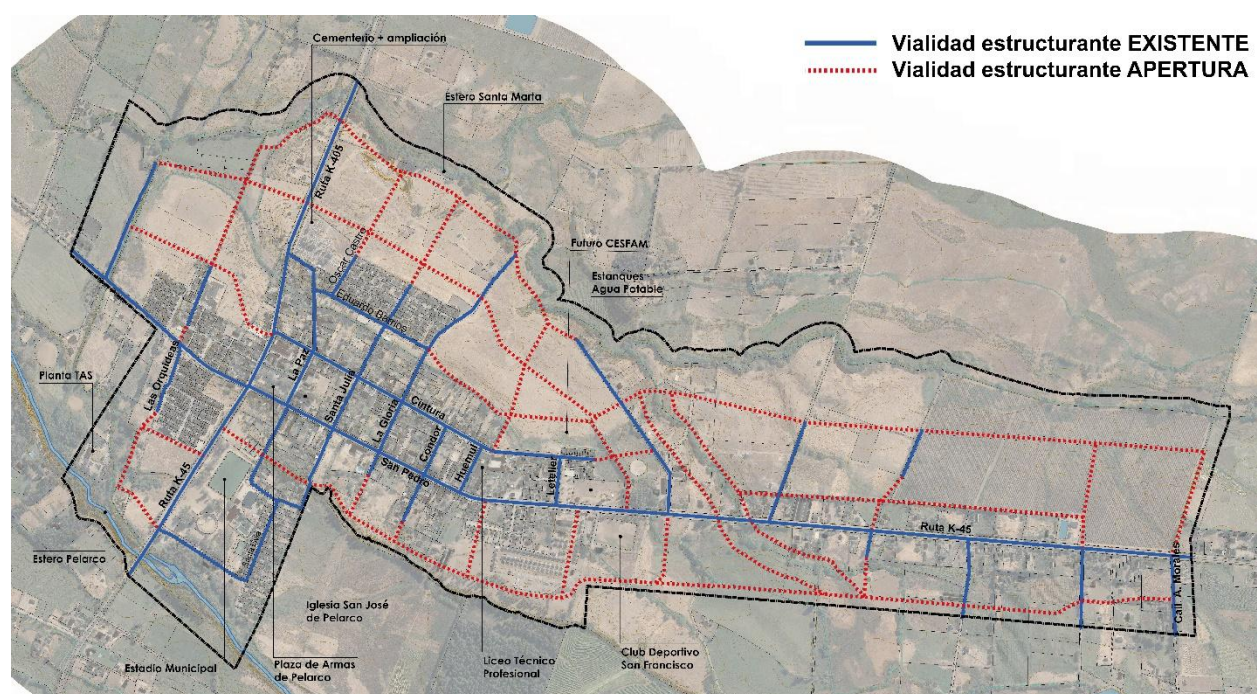 Vialidad estructurante EXISTENTE
Vialidad estructurante APERTURA
Cementerio + ampliación
Estero Santa Marta
Ruta K-405
Oscar Castro
Futuro CESFAM
Estanques
Agua Potable
Eduardo Barrios
Planta TAS
Las Orquídeas
La Paz
Santa Julia
La Gloria
Cintura
Condor
Huemul
San Pedro
Letelier
Ruta K-45
Ruta K-45
Estero Pelarco
Call. A. Morales
Iglesia San José
de Pelarco
Estadio Municipal
Plaza de Armas
de Pelarco
Liceo Técnico
Profesional
Club Deportivo
San Francisco